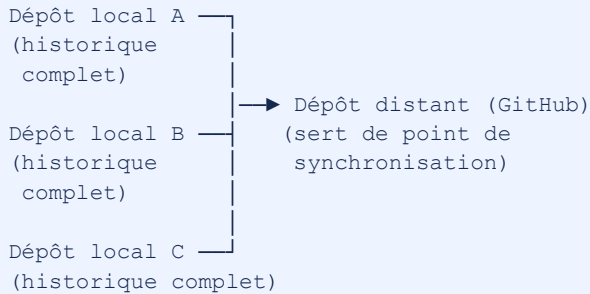 Dépôt local A ──┐
(historique │
complet) │
│──► Dépôt distant (GitHub)
Dépôt local B ──┤ (sert de point de
(historique │ synchronisation)
complet) │
│
Dépôt local C ──┘
(historique complet)